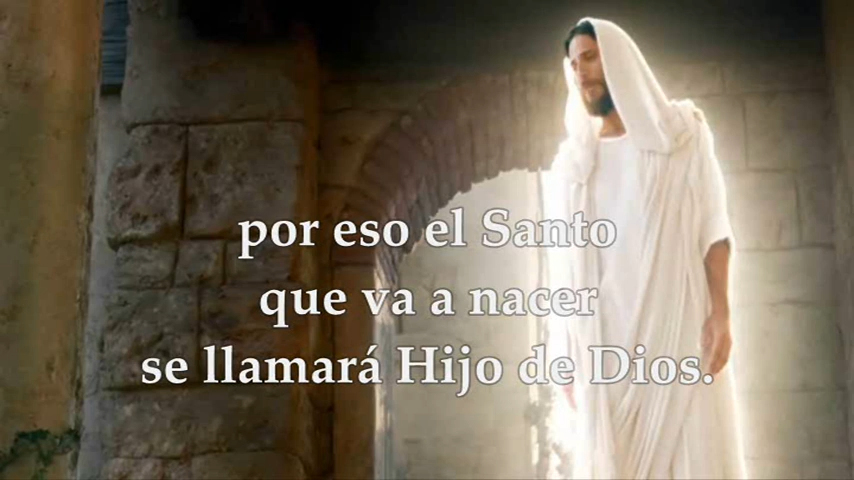 por eso el Santo
que va a nacer
se llamará Hijo de Dios.